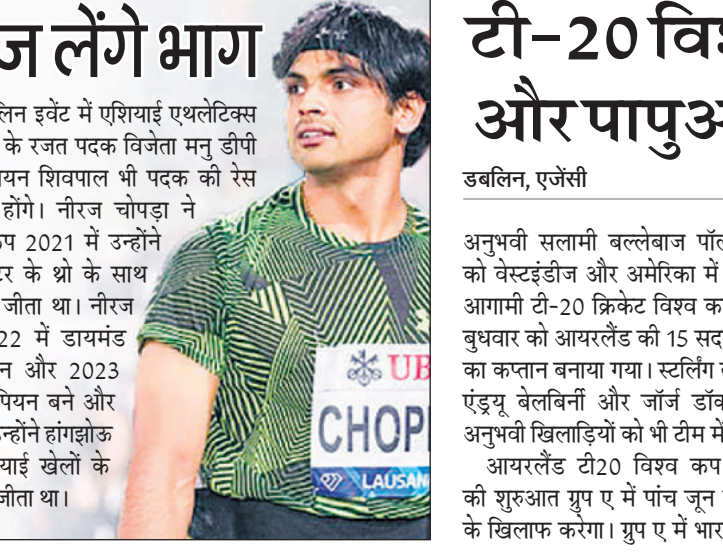 ज लेंगे भाग
लिन इवेंट में एशियाई एथलेटिक्स
के रजत पदक विजेता मनु डीपी
यन शिवपाल भी पदक की रेस
होंगे। नीरज चोपड़ा ने
प 2021 में उन्होंने
टर के थ्रो के साथ
जीता था। नीरज
22 में डायमंड
न और 2023
पियन बने और
न्होंने हांगझोऊ
याई खेलों के
जीता था।
UB
CHOP
LAUSAN
टी-20 विश
और पापुअ
डबलिन, एजेंसी
अनुभवी सलामी बल्लेबाज पॉल
को वेस्टइंडीज और अमेरिका में
आगामी टी-20 क्रिकेट विश्व क
बुधवार को आयरलैंड की 15 सद
का कप्तान बनाया गया। स्टर्लिंग
एंड्रयू बेलबिर्नी और जॉर्ज डॉक
अनुभवी खिलाड़ियों को भी टीम में
आयरलैंड टी20 विश्व कप
की शुरुआत ग्रुप ए में पांच जून
के खिलाफ करेगा। ग्रुप ए में भार